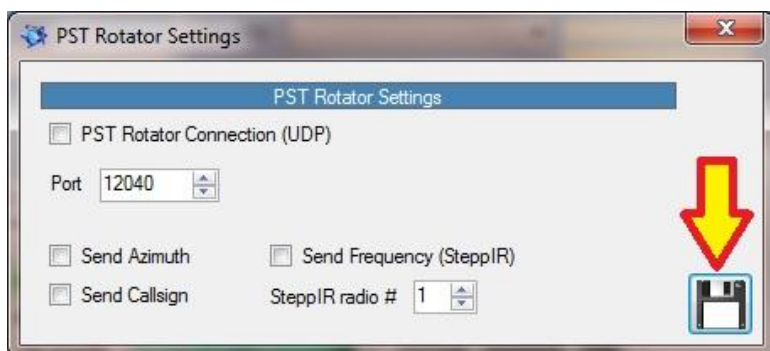 PST Rotator Settings
PST Rotator Settings
PST Rotator Connection (UDP)
Port 12040
Send Azimuth Send Frequency (SteppIR)
Send Callsign SteppIR radio # 1